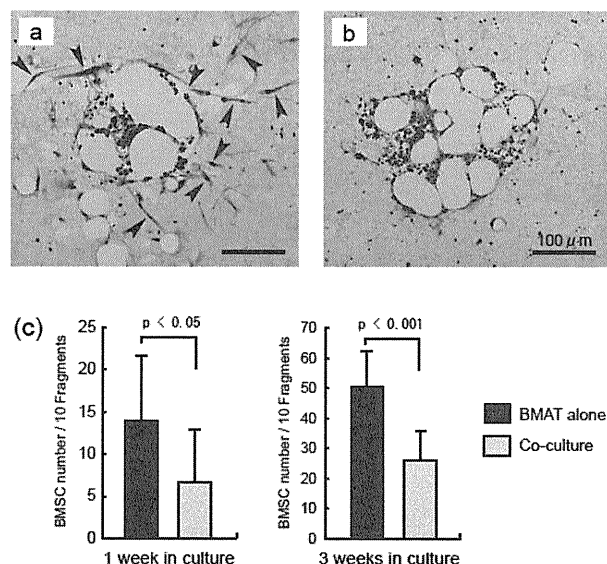 a
b
100 μm
(c)
p < 0.05
p < 0.001
25
20
15
10
5
0
BMSC number / 10 Fragments
1 week in culture
70
60
50
40
30
20
10
0
BMSC number / 10 Fragments
3 weeks in culture
BMAT alone
Co-culture